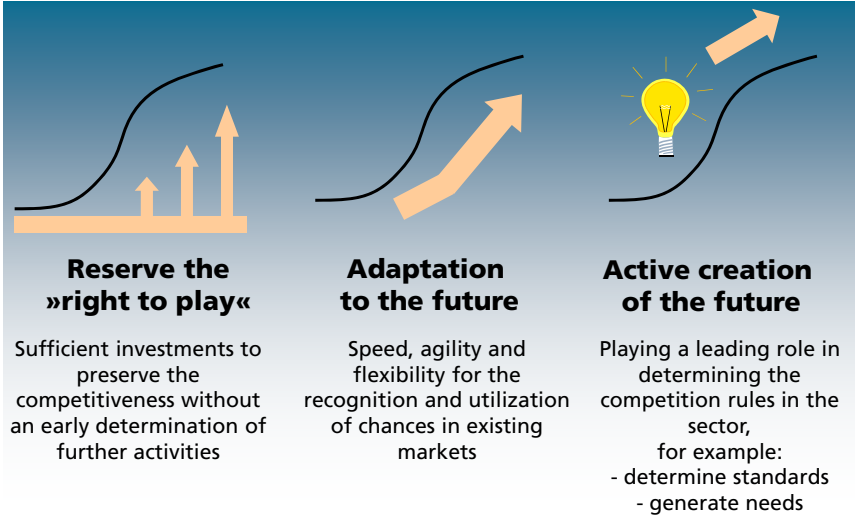 Reserve the
»right to play«
Sufficient investments to
preserve the
competitiveness without
an early determination of
further activities
Adaptation
to the future
Speed, agility and
flexibility for the
recognition and utilization
of chances in existing
markets
Active creation
of the future
Playing a leading role in
determining the
competition rules in the
sector,
for example:
- determine standards
- generate needs